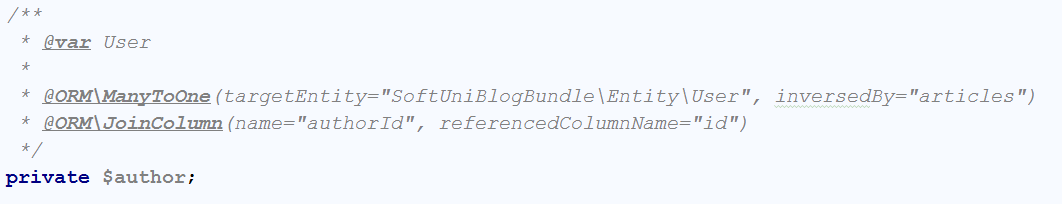 /**
 * @var User
 *
 * @ORM\ManyToOne(targetEntity="SoftUniBlogBundle\Entity\User", inversedBy="articles")
 * @ORM\JoinColumn(name="authorId", referencedColumnName="id")
 */
private $author;